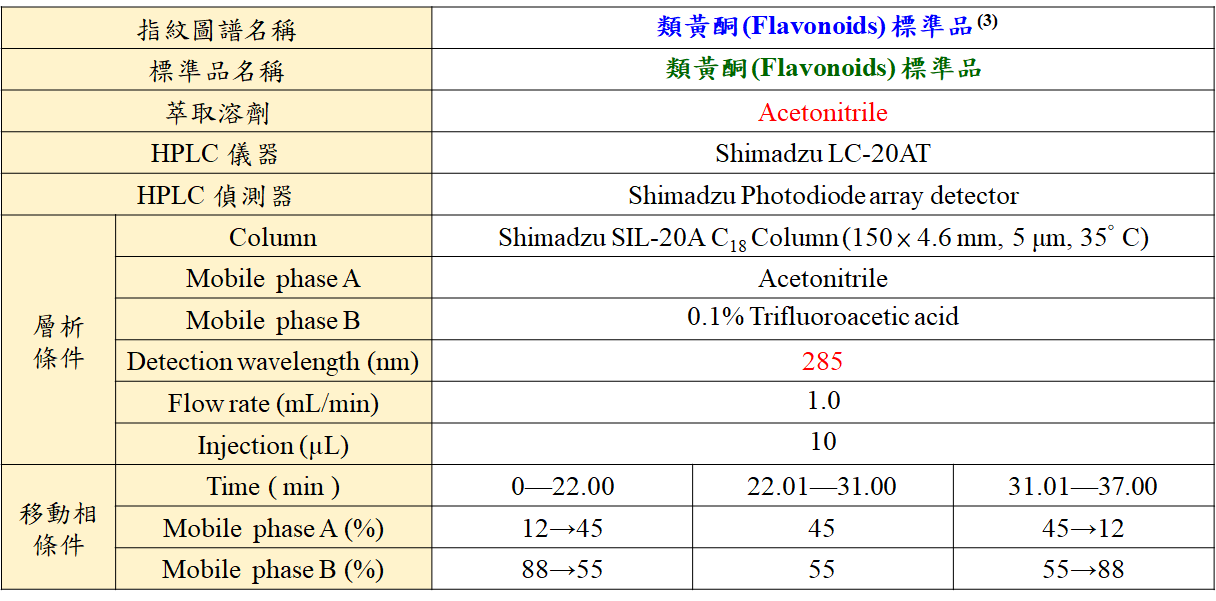 指紋圖譜名稱 類黃酮(Flavonoids)標準品(3)
標準品名稱 類黃酮(Flavonoids)標準品
萃取溶劑 Acetonitrile
HPLC 儀器 Shimadzu LC-20AT
HPLC 偵測器 Shimadzu Photodiode array detector
層析條件
Column Shimadzu SIL-20A C18 Column (150 × 4.6 mm, 5 μm, 35° C)
Mobile phase A Acetonitrile
Mobile phase B 0.1% Trifluoroacetic acid
Detection wavelength (nm) 285
Flow rate (mL/min) 1.0
Injection (μL) 10
移動相條件
Time ( min ) 0—22.00 22.01—31.00 31.01—37.00
Mobile phase A (%) 12→45 45 45→12
Mobile phase B (%) 88→55 55 55→88